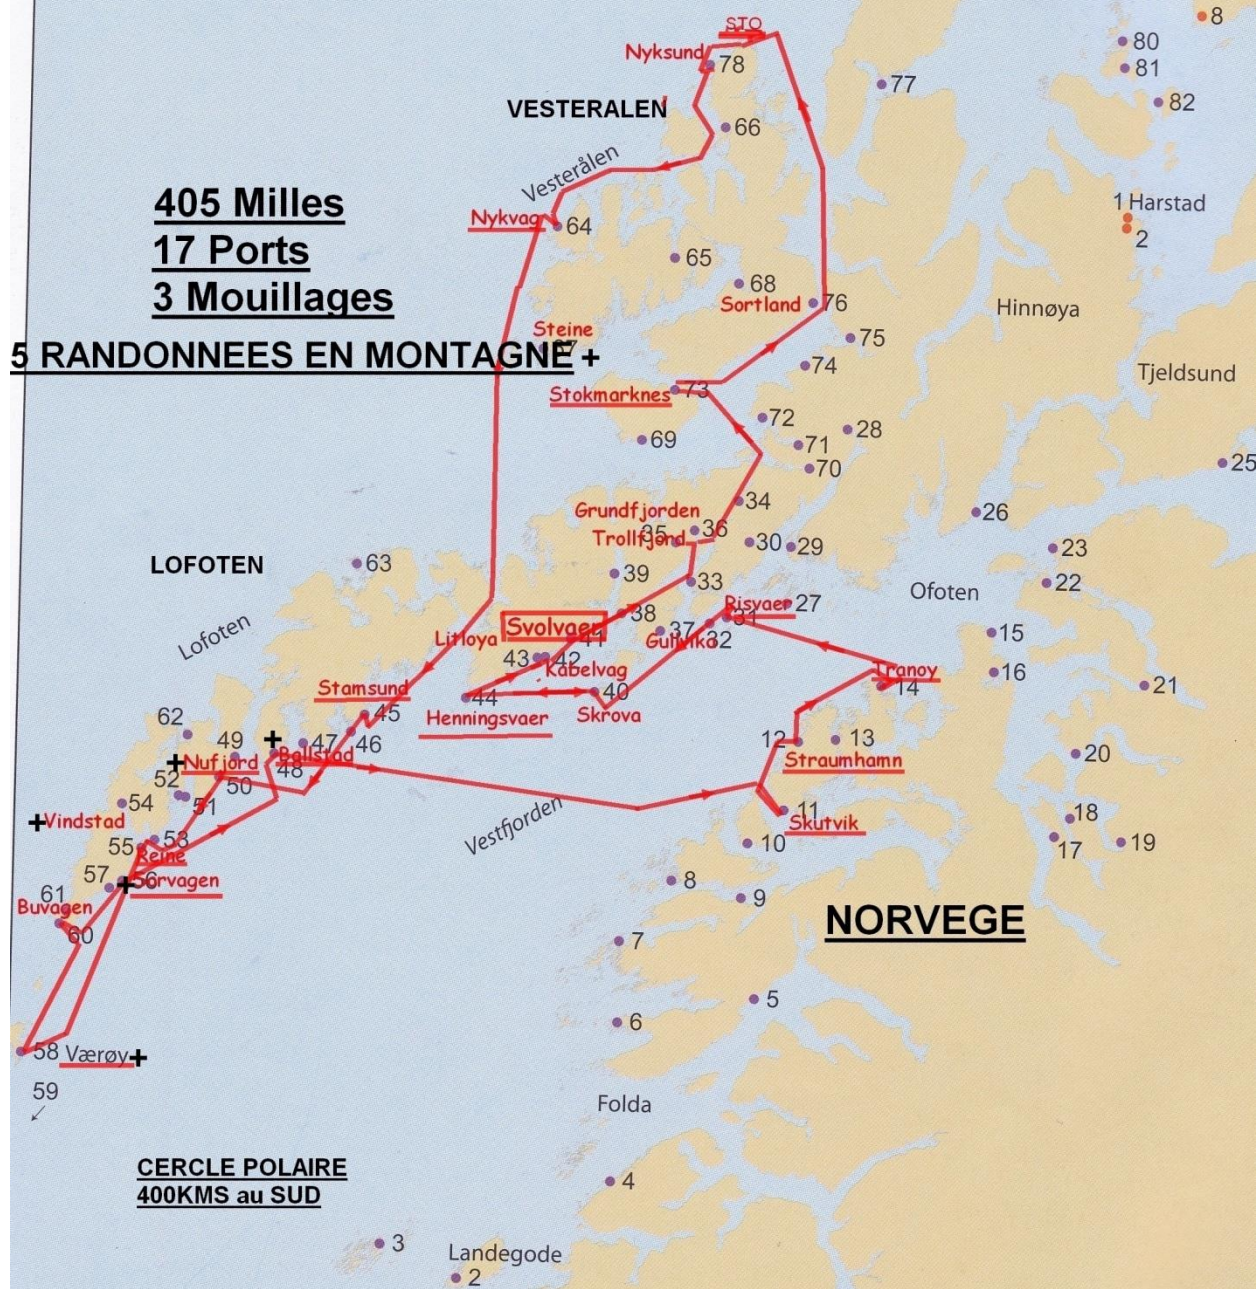 8
STO
80
Nyksund
78
81
77
82
VESTERALEN
66
Vesterålen
405 Milles
1 Harstad
Nykvag
64
2
17 Ports
65
68
3 Mouillages
Sortland
76
Hinnøya
Steine
67
75
5 RANDONNEES EN MONTAGNE +
74
Tjeldsund
Stokmarknes
73
72
28
69
71
25
70
34
Grundfjorden
26
35
36
Trollfjord
30
29
23
LOFOTEN
63
39
33
22
Ofoten
Risvaer
27
38
31
Svolvaer
37
Gullvika
32
15
Lofoten
Litloya
41
43
42
Kabelvag
16
Tranoy
14
21
Stamsund
44
40
45
Henningsvaer
Skrova
62
49
47
46
12
13
+
Ballstad
20
Nufjord
+
48
Straumhamn
52
50
54
51
11
Vestfjorden
Skutvik
18
+
Vindstad
55
53
10
17
19
Reine
57
56
+
Sorvagen
8
61
9
Buvagen
60
NORVEGE
7
5
6
58
Værøy +
59
Folda
CERCLE POLAIRE
400KMS au SUD
4
3
Landegode
2